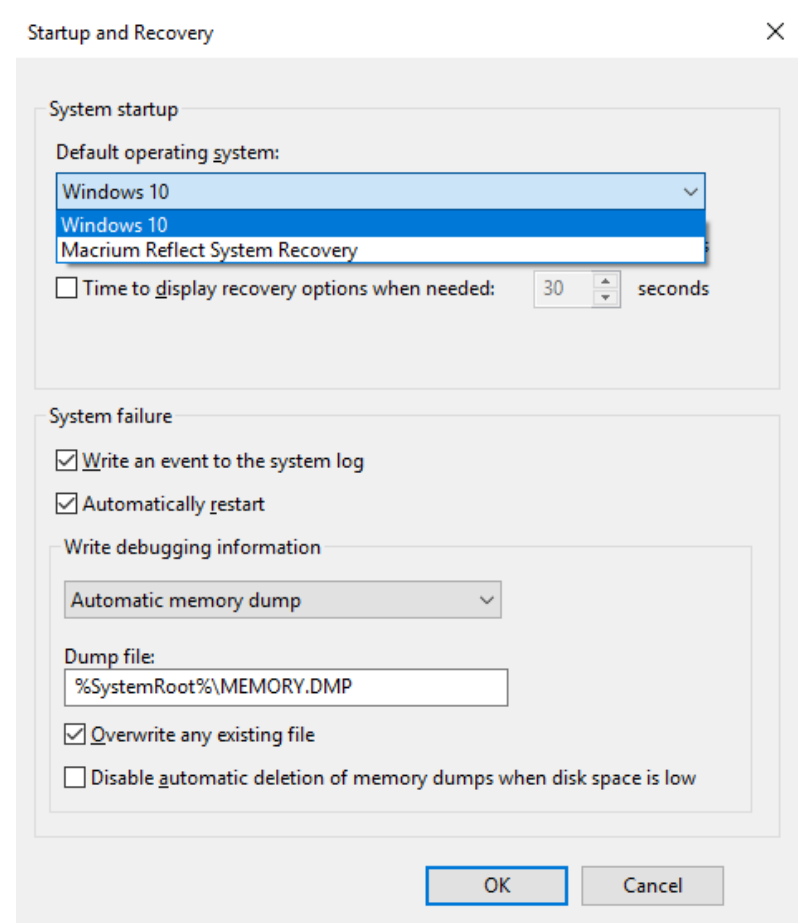 Startup and Recovery
System startup
Default operating system:
Windows 10
Windows 10
Macrium Reflect System Recovery
Time to display recovery options when needed: 30 seconds
System failure
Write an event to the system log
Automatically restart
Write debugging information
Automatic memory dump
Dump file:
%SystemRoot%\MEMORY.DMP
Overwrite any existing file
Disable automatic deletion of memory dumps when disk space is low
OK Cancel